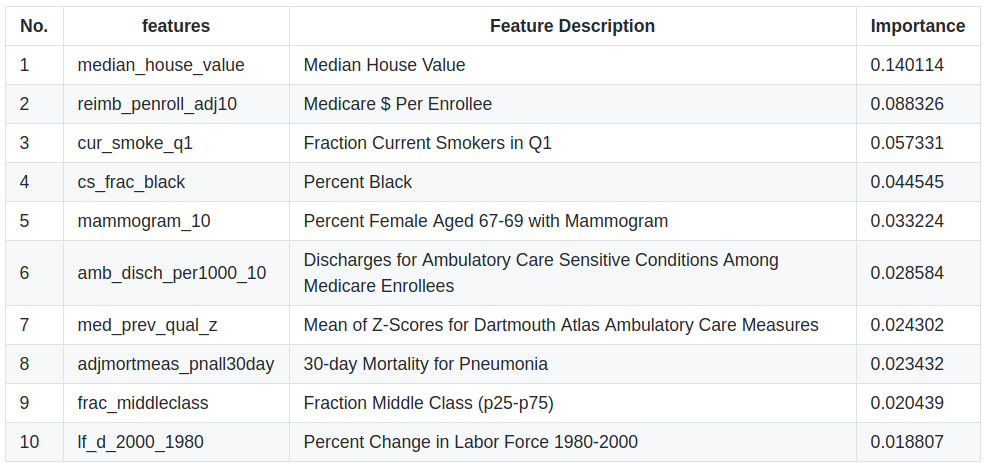 No. features Feature Description Importance
1 median_house_value Median House Value 0.140114
2 reimb_penroll_adj10 Medicare $ Per Enrollee 0.088326
3 cur_smoke_q1 Fraction Current Smokers in Q1 0.057331
4 cs_frac_black Percent Black 0.044545
5 mammogram_10 Percent Female Aged 67-69 with Mammogram 0.033224
6 amb_disch_per1000_10 Discharges for Ambulatory Care Sensitive Conditions Among
Medicare Enrollees 0.028584
7 med_prev_qual_z Mean of Z-Scores for Dartmouth Atlas Ambulatory Care Measures 0.024302
8 adjmortmeas_pnall30day 30-day Mortality for Pneumonia 0.023432
9 frac_middleclass Fraction Middle Class (p25-p75) 0.020439
10 lf_d_2000_1980 Percent Change in Labor Force 1980-2000 0.018807